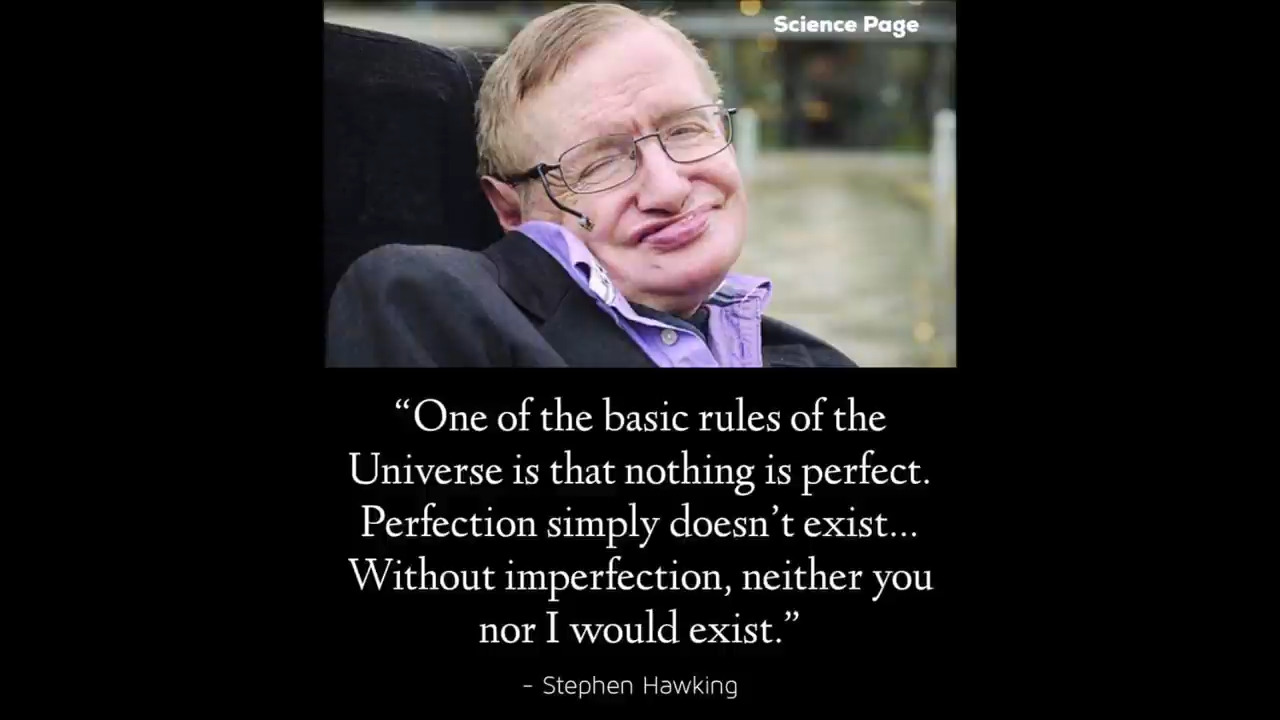 Science Page
“One of the basic rules of the
Universe is that nothing is perfect.
Perfection simply doesn’t exist...
Without imperfection, neither you
nor I would exist.”
- Stephen Hawking